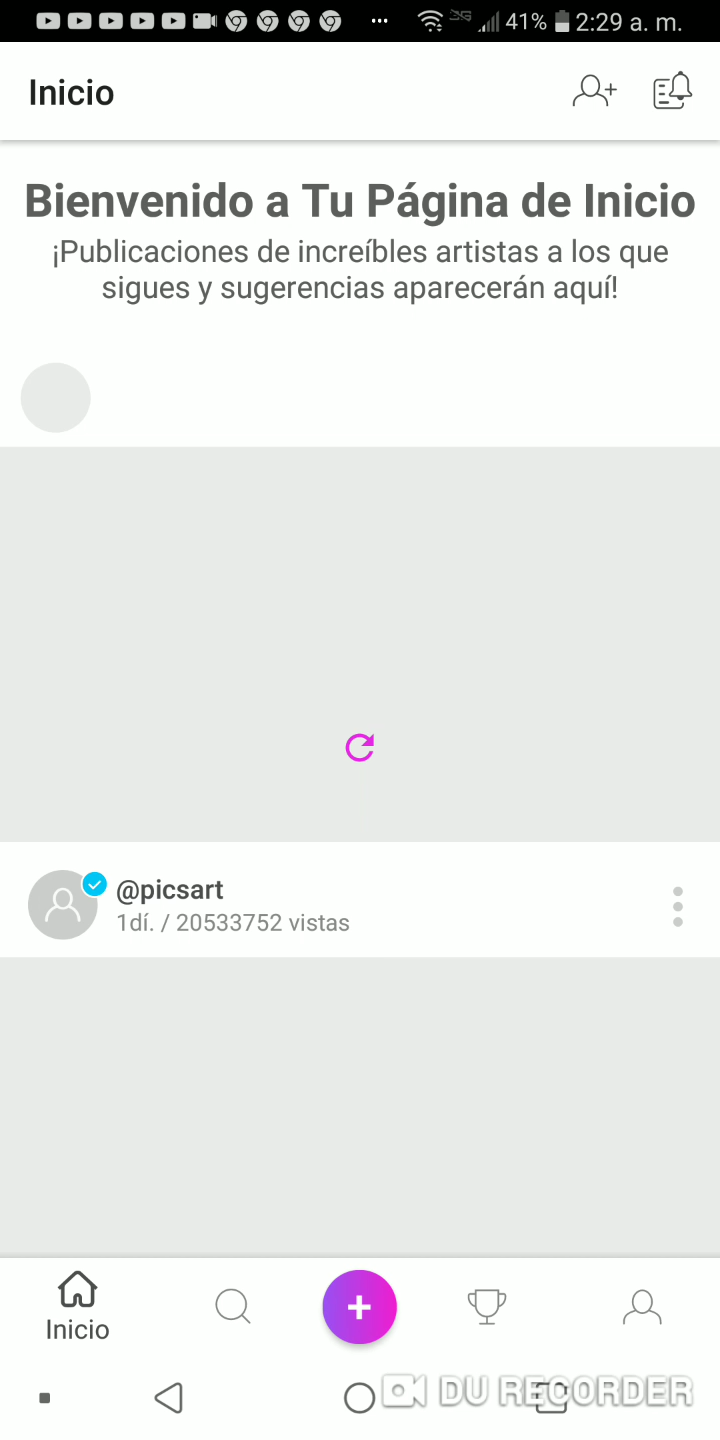 41% 2:29 a. m.
Inicio
Bienvenido a Tu Página de Inicio
¡Publicaciones de increíbles artistas a los que
sigues y sugerencias aparecerán aquí!
@picsart
1dí. / 20533752 vistas
Inicio
DU RECORDER